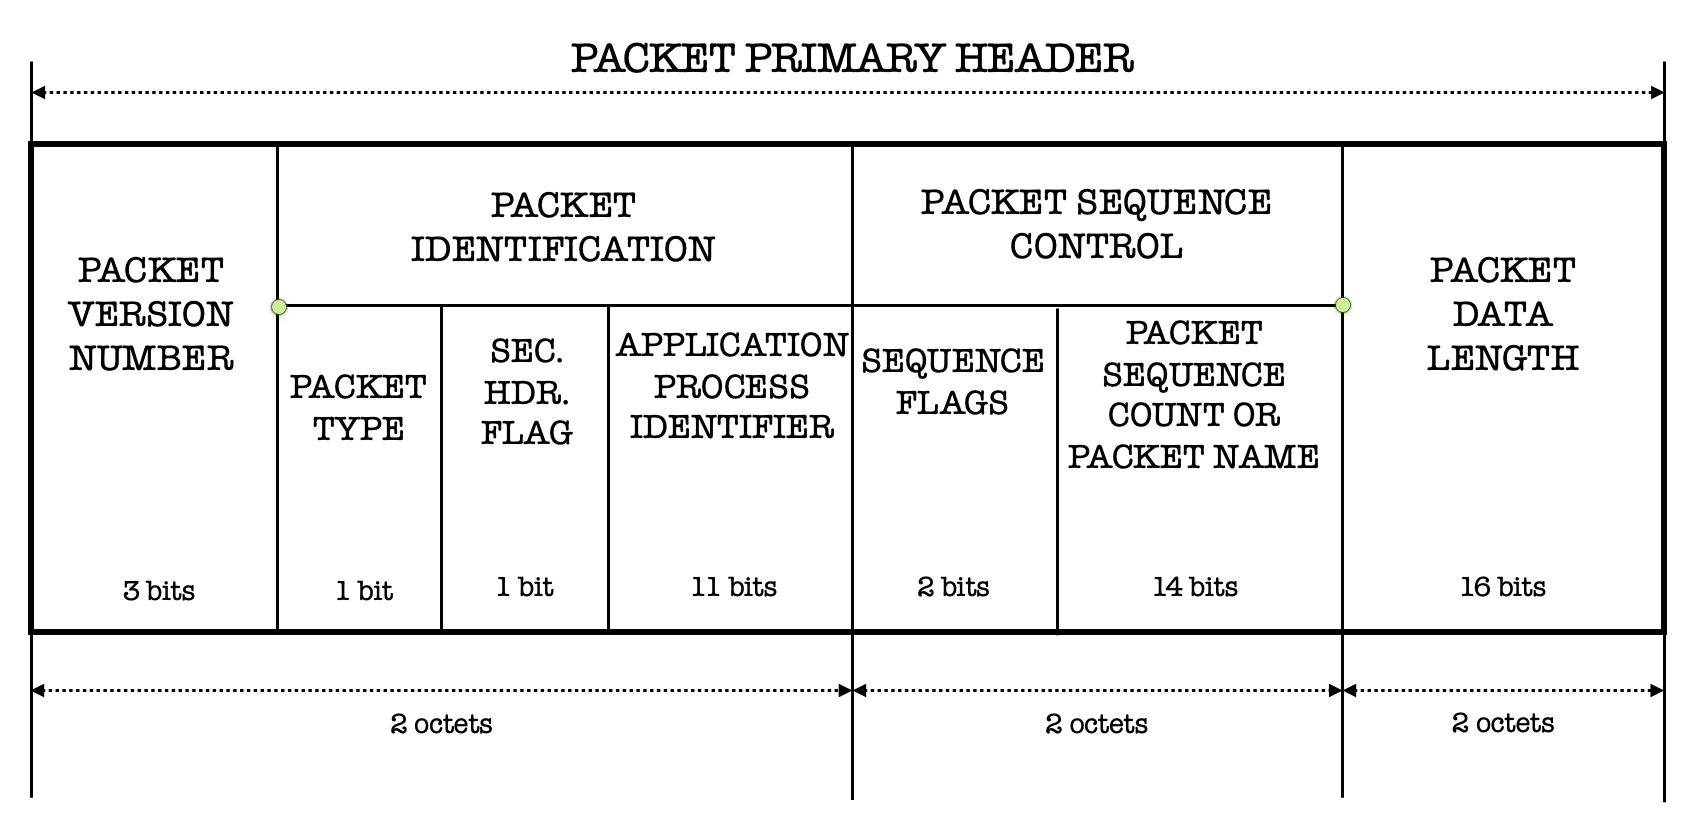 PACKET PRIMARY HEADER
PACKET
VERSION
NUMBER
3 bits
PACKET
IDENTIFICATION
PACKET
TYPE
1 bit
SEC.
HDR.
FLAG
1 bit
APPLICATION
PROCESS
IDENTIFIER
11 bits
PACKET SEQUENCE
CONTROL
SEQUENCE
FLAGS
2 bits
PACKET
SEQUENCE
COUNT OR
PACKET NAME
14 bits
PACKET
DATA
LENGTH
16 bits
2 octets
2 octets
2 octets